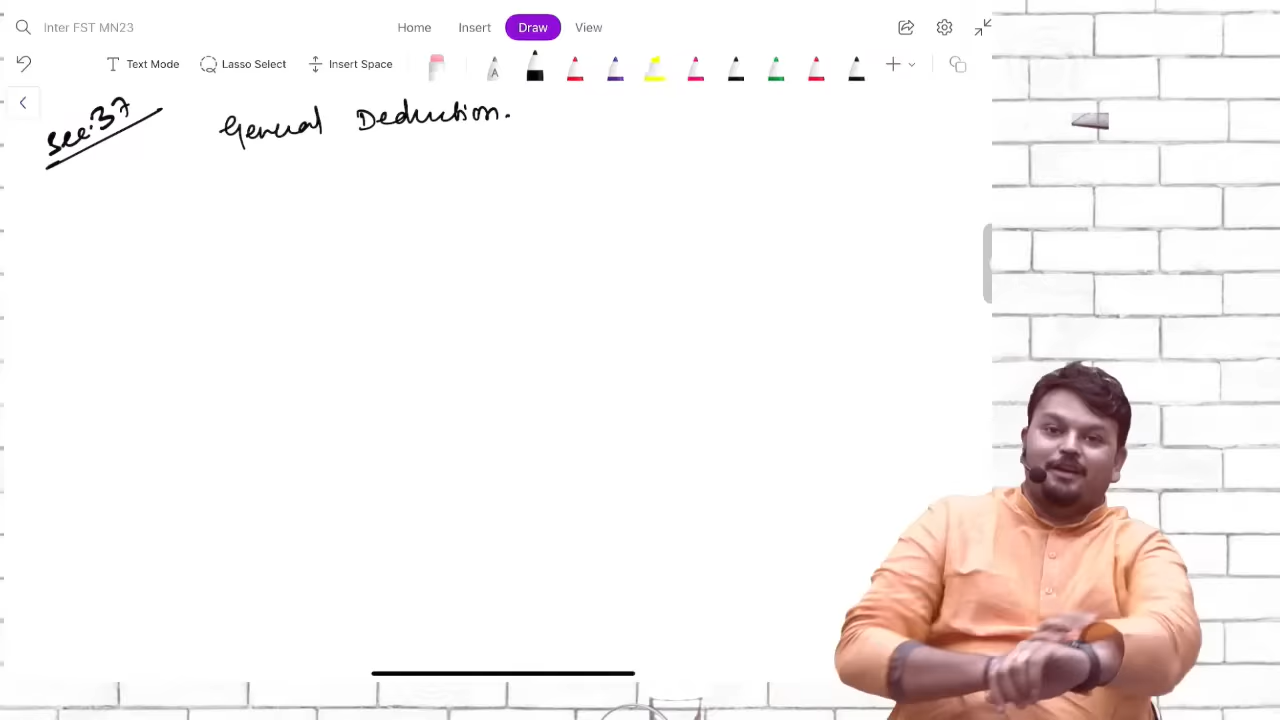 Inter FST MN23
Home Insert Draw View
Text Mode Lasso Select Insert Space
A
Sec.37 General Deduction.